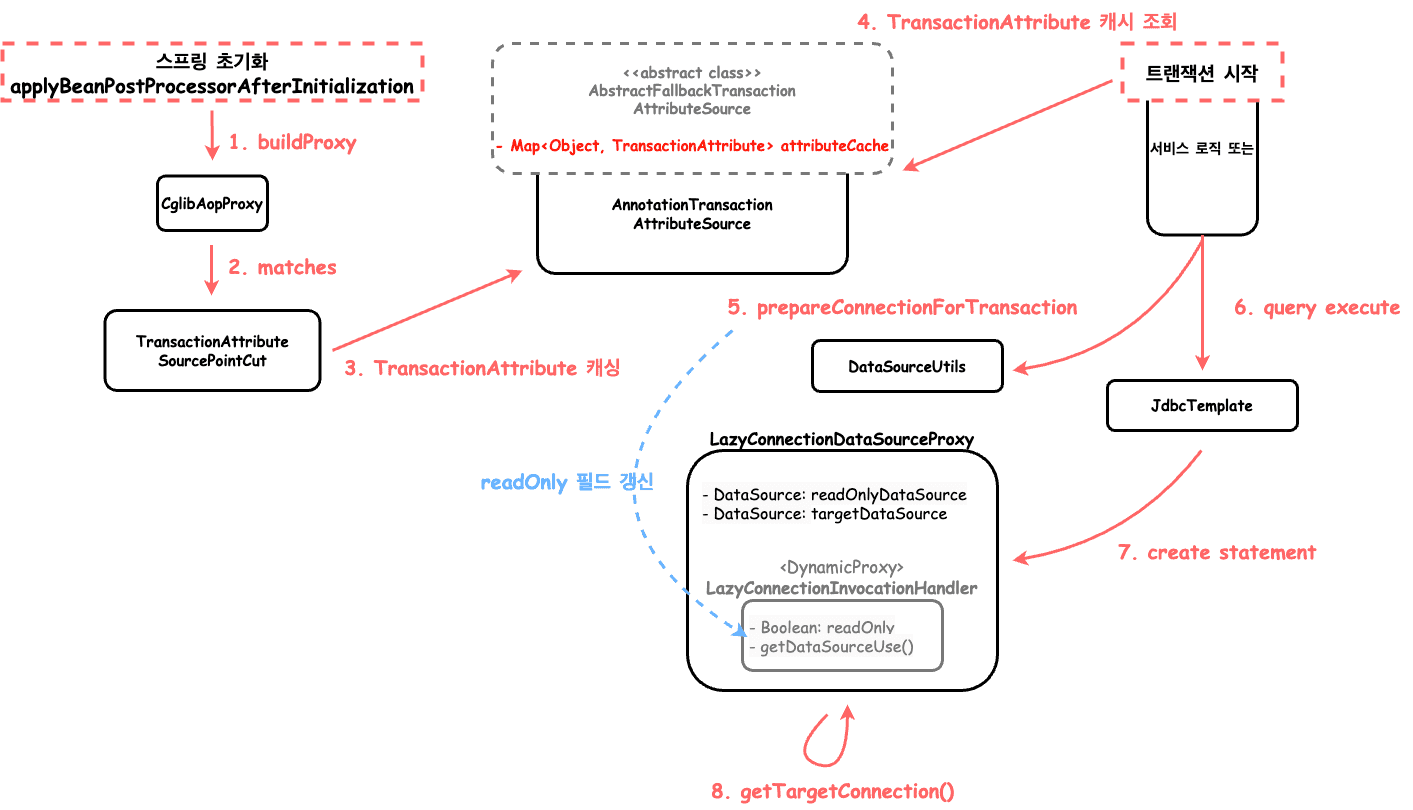 4. TransactionAttribute 캐시 조회
스프링 초기화
applyBeanPostProcessorAfterInitialization
<<abstract class>>
AbstractFallbackTransaction
AttributeSource
- Map<Object, TransactionAttribute> attributeCache
트랜잭션 시작
1. buildProxy
서비스 로직 또는
CglibAopProxy
AnnotationTransaction
AttributeSource
2. matches
5. prepareConnectionForTransaction
6. query execute
TransactionAttribute
SourcePointCut
3. TransactionAttribute 캐싱
DataSourceUtils
JdbcTemplate
LazyConnectionDataSourceProxy
readOnly 필드 갱신
- DataSource: readOnlyDataSource
- DataSource: targetDataSource
7. create statement
<DynamicProxy>
LazyConnectionInvocationHandler
- Boolean: readOnly
- getDataSourceUse()
8. getTargetConnection()